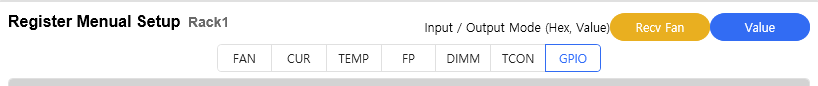 Register Menual Setup Rack1
Input / Output Mode (Hex, Value) Recv Fan Value
FAN CUR TEMP FP DIMM TCON GPIO